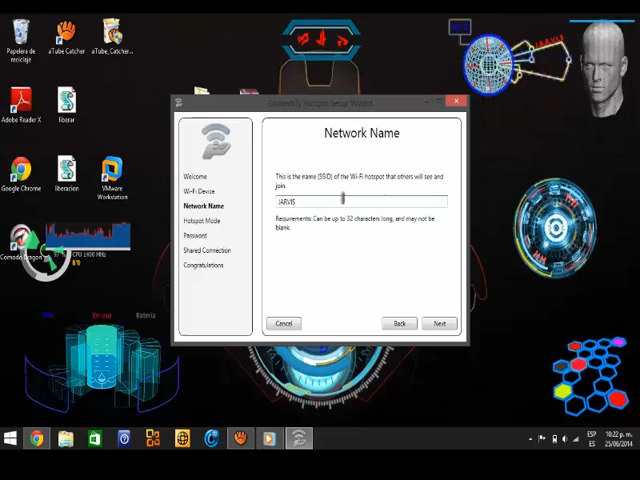 Papelera de
reciclaje
aTube Catcher
aTube_Catcher...
Adobe Reader X
liberar
Google Chrome
liberacion
VMware
Workstation
Comodo Dragon
CPU 1400 MHz
En uso
Bateria
JARVIS
Connectify Hotspot Setup Wizard
Welcome
Wi-Fi Device
Network Name
Hotspot Mode
Password
Shared Connection
Congratulations
Network Name
This is the name (SSID) of the Wi-Fi hotspot that others will see and
join.
JARVIS
Requirements: Can be up to 32 characters long, and may not be
blank.
Cancel
Back
Next
ESP
ES
10:22 p. m.
25/06/2014